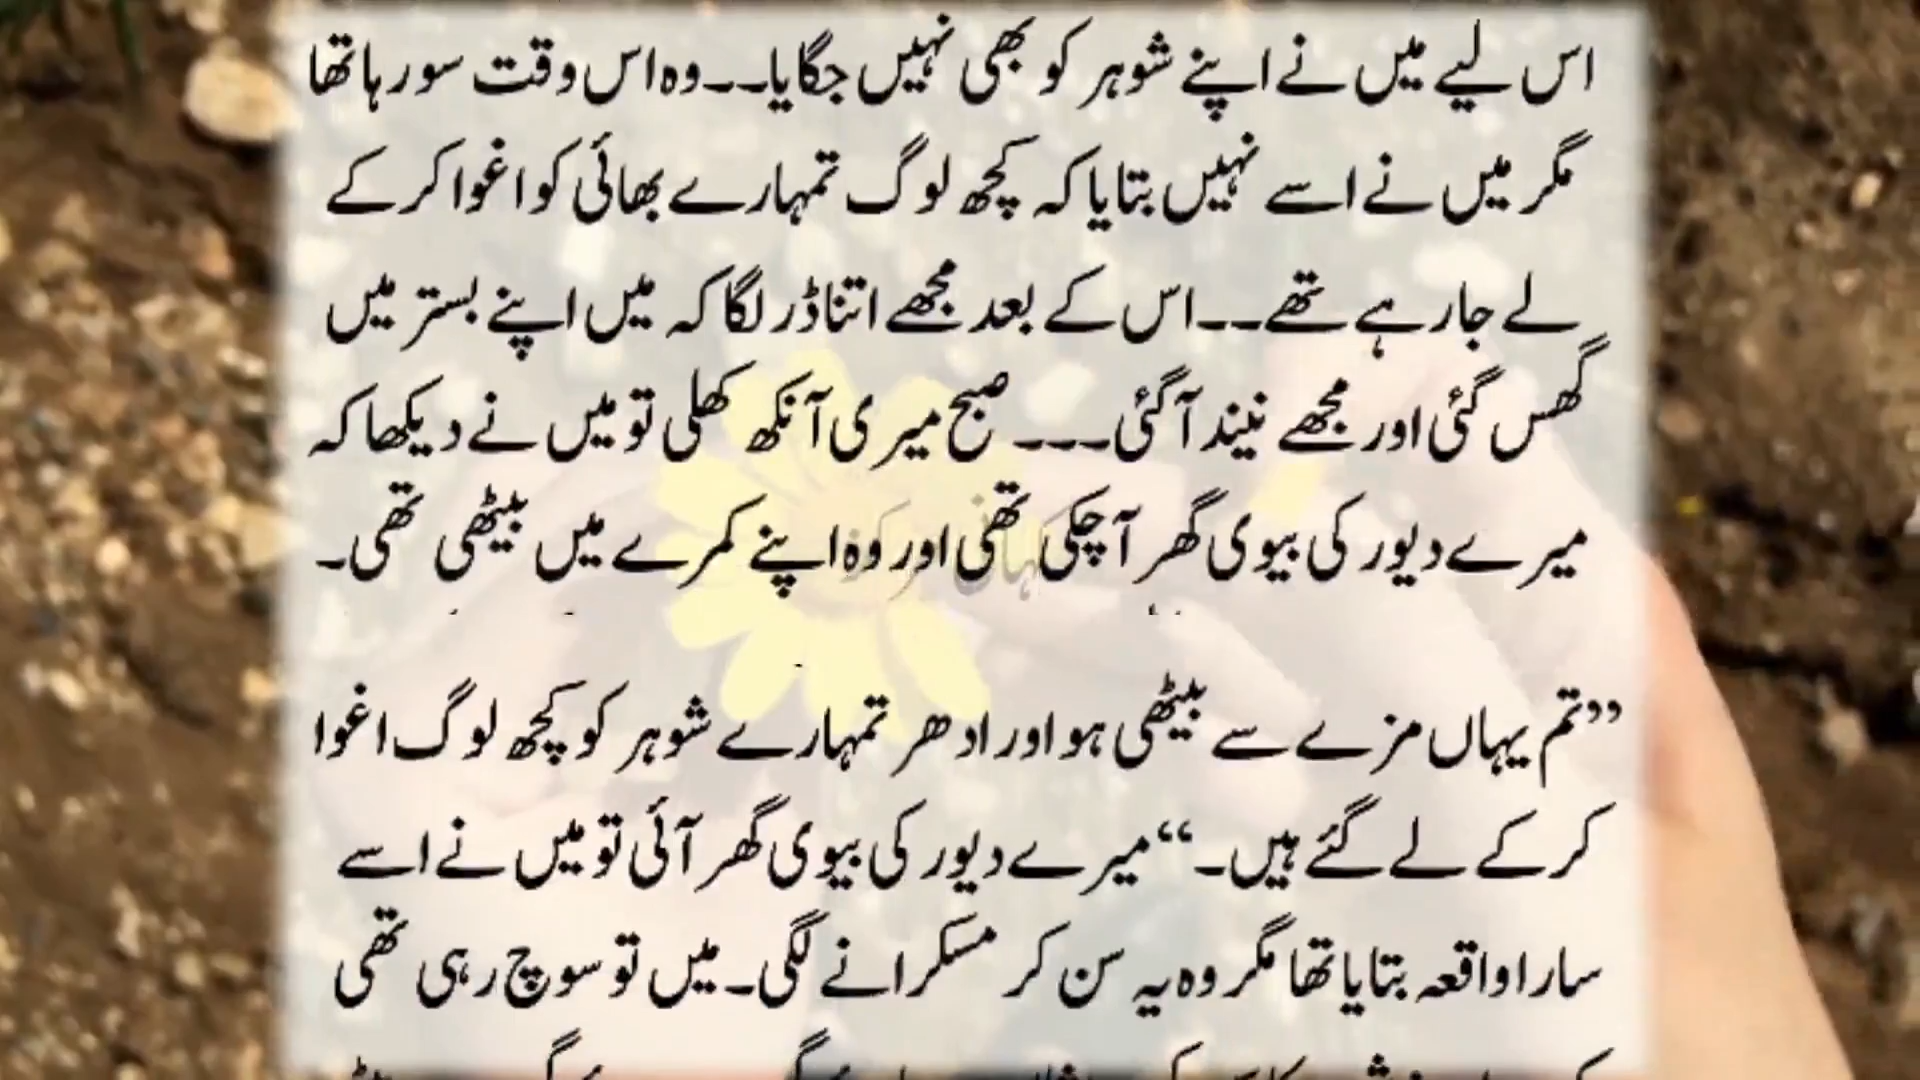 اس لیے میں نے اپنے شوہر کو بھی نہیں جگایا۔۔۔وہ اس وقت سو رہا تھا
مگر میں نے اسے نہیں بتایا کہ کچھ لوگ تمہارے بھائی کو اغوا کر کے
لے جا رہے تھے۔۔۔اس کے بعد مجھے اتنا ڈر لگا کہ میں اپنے بستر میں
گھس گئی اور مجھے نیند آ گئی۔۔۔۔ صبح میری آنکھ کھلی تو میں نے دیکھا کہ
میرے دیور کی بیوی گھر آ چکی تھی اور وہ اپنے کمرے میں بیٹھی تھی۔
”تم یہاں مزے سے بیٹھی ہو اور ادھر تمہارے شوہر کو کچھ لوگ اغوا
کر کے لے گئے ہیں۔“میرے دیور کی بیوی گھر آئی تو میں نے اسے
سارا واقعہ بتایا تھا مگر وہ یہ سن کر مسکرانے لگی۔میں تو سوچ رہی تھی